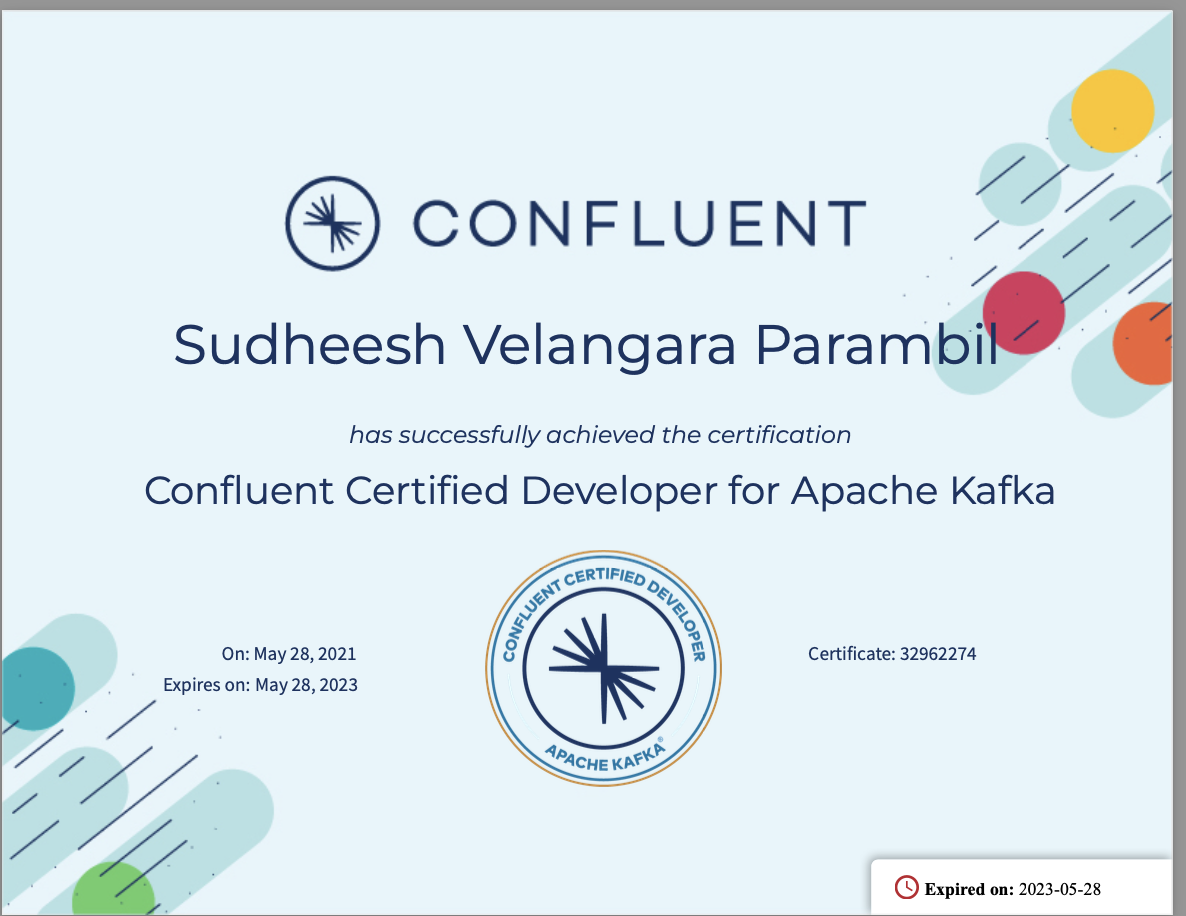 CONFLUENT
Sudheesh Velangara Parambil
has successfully achieved the certification
Confluent Certified Developer for Apache Kafka
CONFLUENT CERTIFIED DEVELOPER
APACHE KAFKA®
On: May 28, 2021
Expires on: May 28, 2023
Certificate: 32962274
Expired on: 2023-05-28